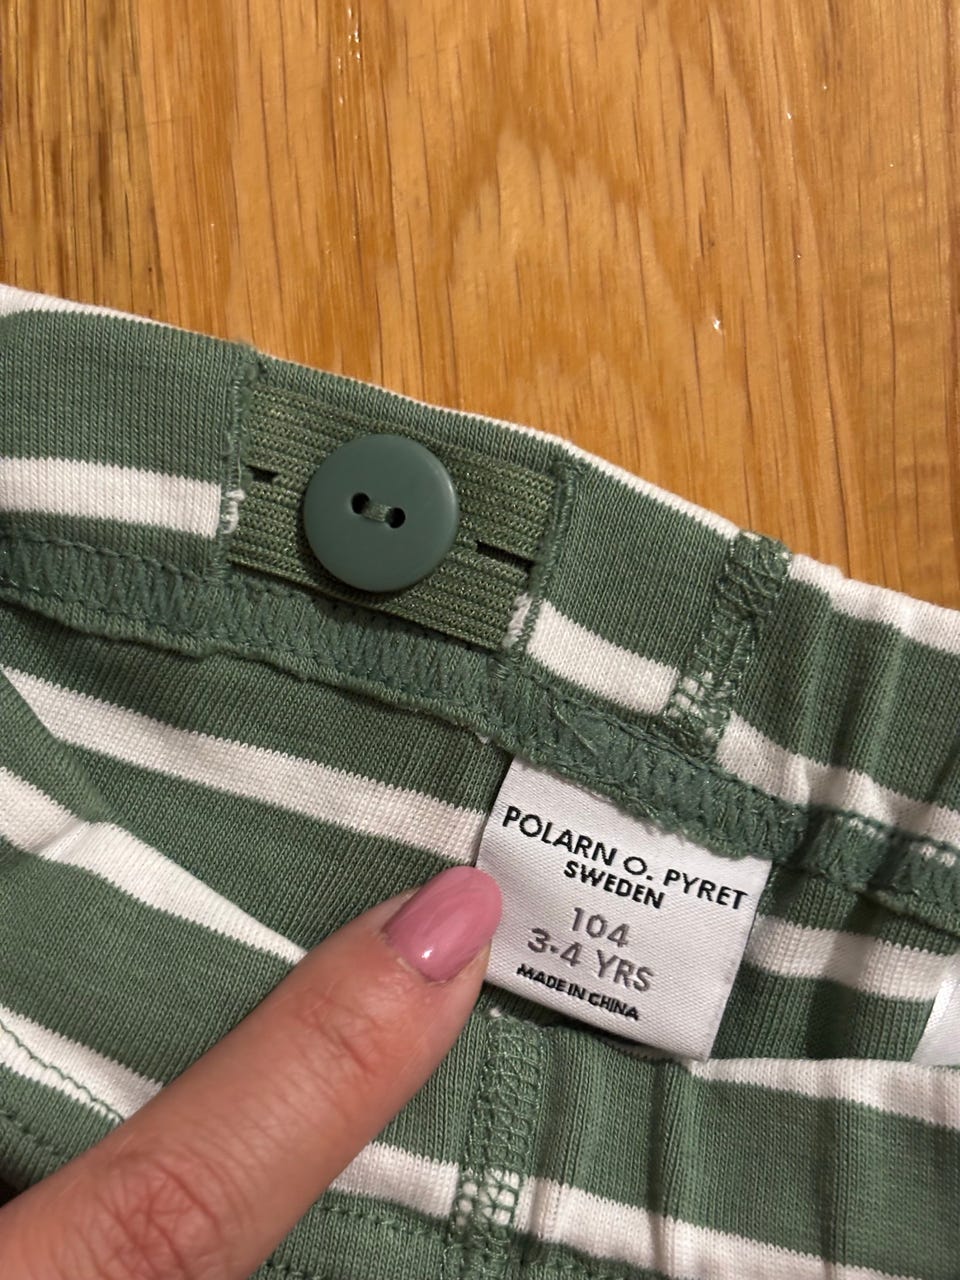 POLARN O. PYRET
SWEDEN
104
3-4 YRS
MADE IN CHINA